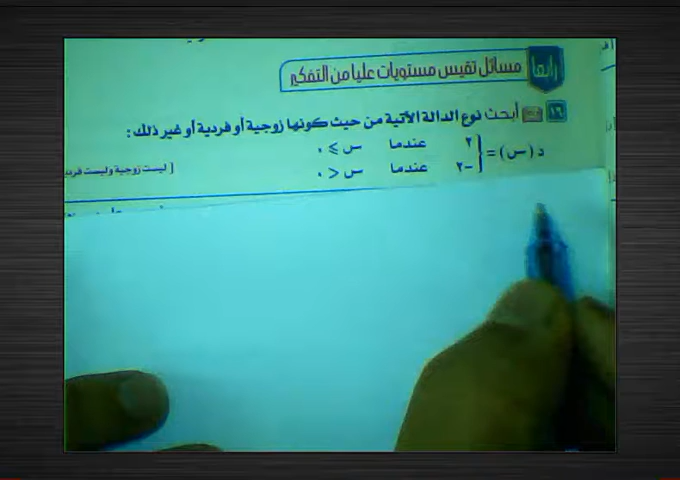 رابعا مسائل تقيس مستويات عليا من التفكير
١٦ أبحث نوع الدالة الآتية من حيث كونها زوجية أو فردية أو غير ذلك :
د (س) = { ٢ عندما س ⩾ ٠
-٢ عندما س < ٠
[ ليست زوجية وليست فردية